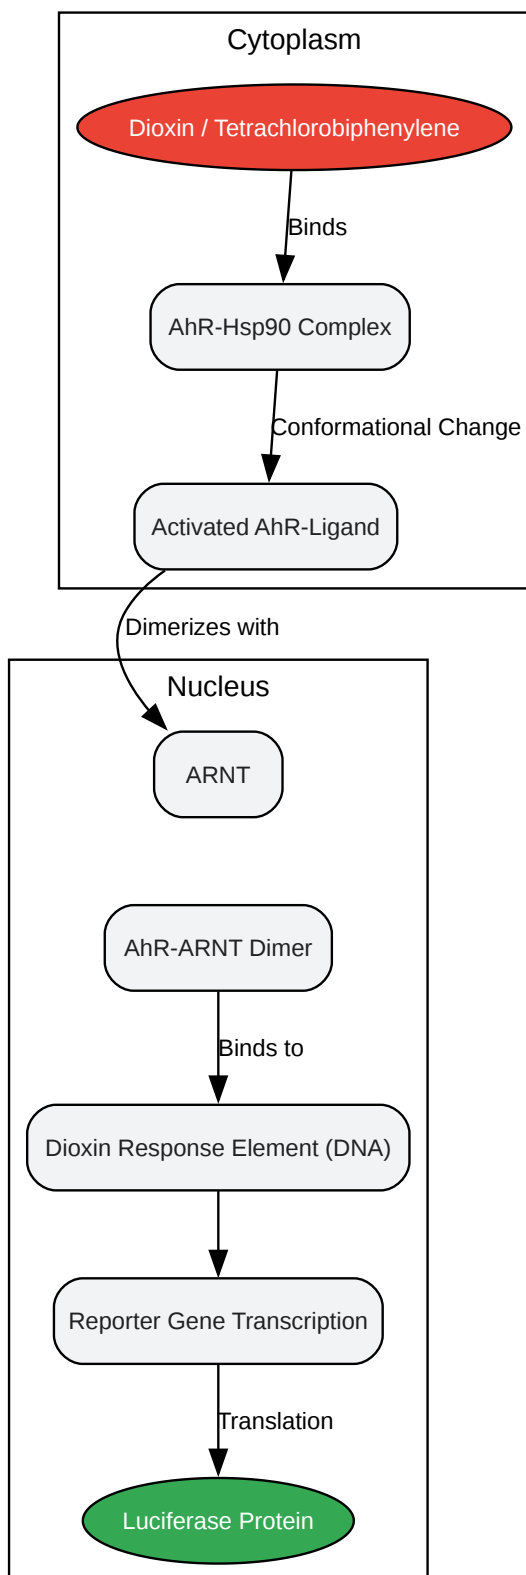 Cytoplasm
Dioxin / Tetrachlorobiphenylene
Binds
AhR-Hsp90 Complex
Conformational Change
Activated AhR-Ligand
Dimerizes with
Nucleus
ARNT
AhR-ARNT Dimer
Binds to
Dioxin Response Element (DNA)
Reporter Gene Transcription
Translation
Luciferase Protein